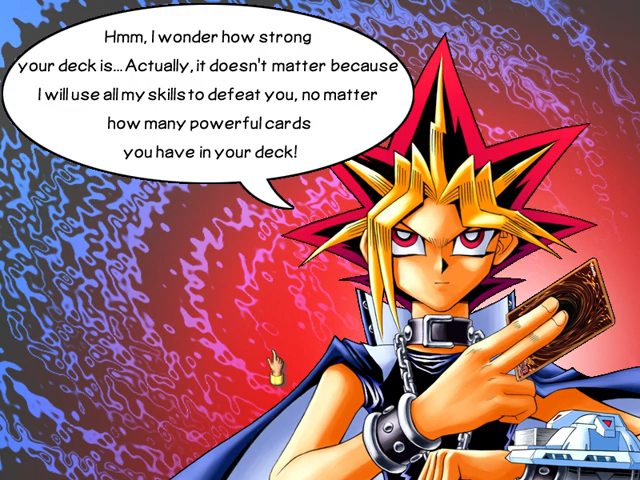 Hmm, I wonder how strong
your deck is... Actually, it doesn't matter because
I will use all my skills to defeat you, no matter
how many powerful cards
you have in your deck!